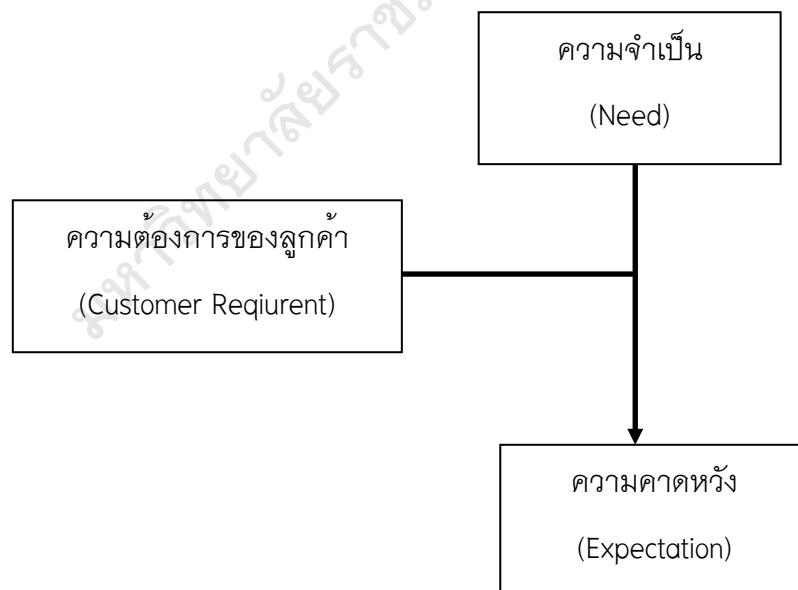 ความจำเป็น
(Need)
ความต้องการของลูกค้า
(Customer Reqiurent)
ความคาดหวัง
(Expectation)